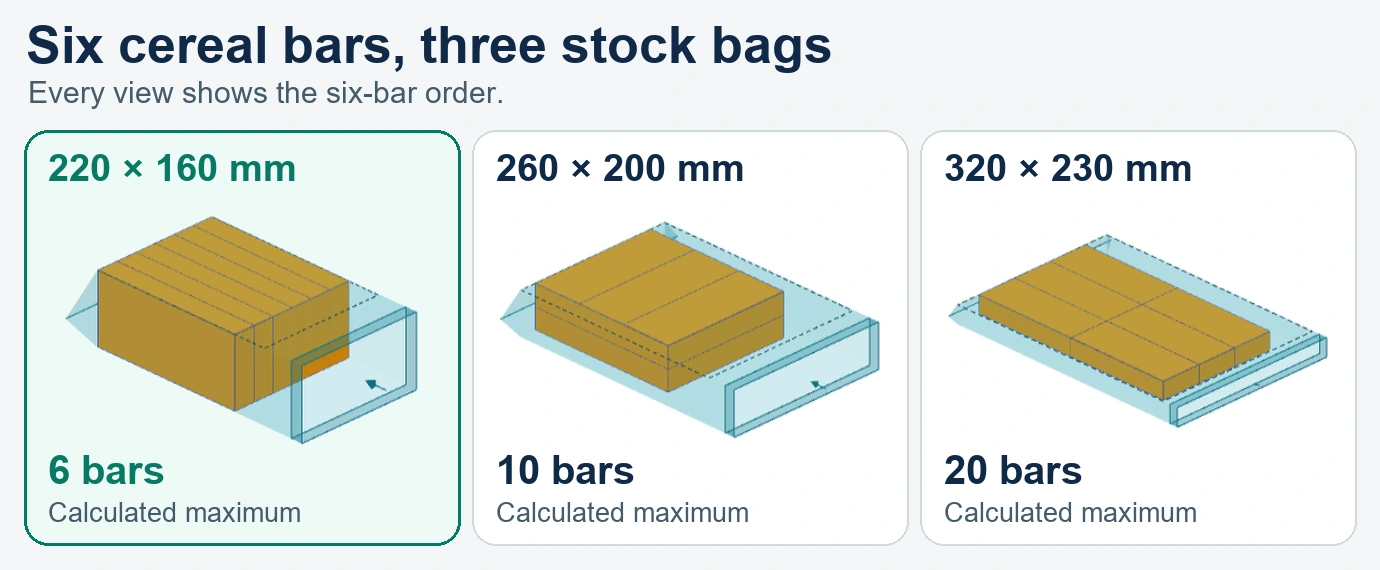 Six cereal bars, three stock bags
Every view shows the six-bar order.
220 × 160 mm
6 bars
Calculated maximum
260 × 200 mm
10 bars
Calculated maximum
320 × 230 mm
20 bars
Calculated maximum